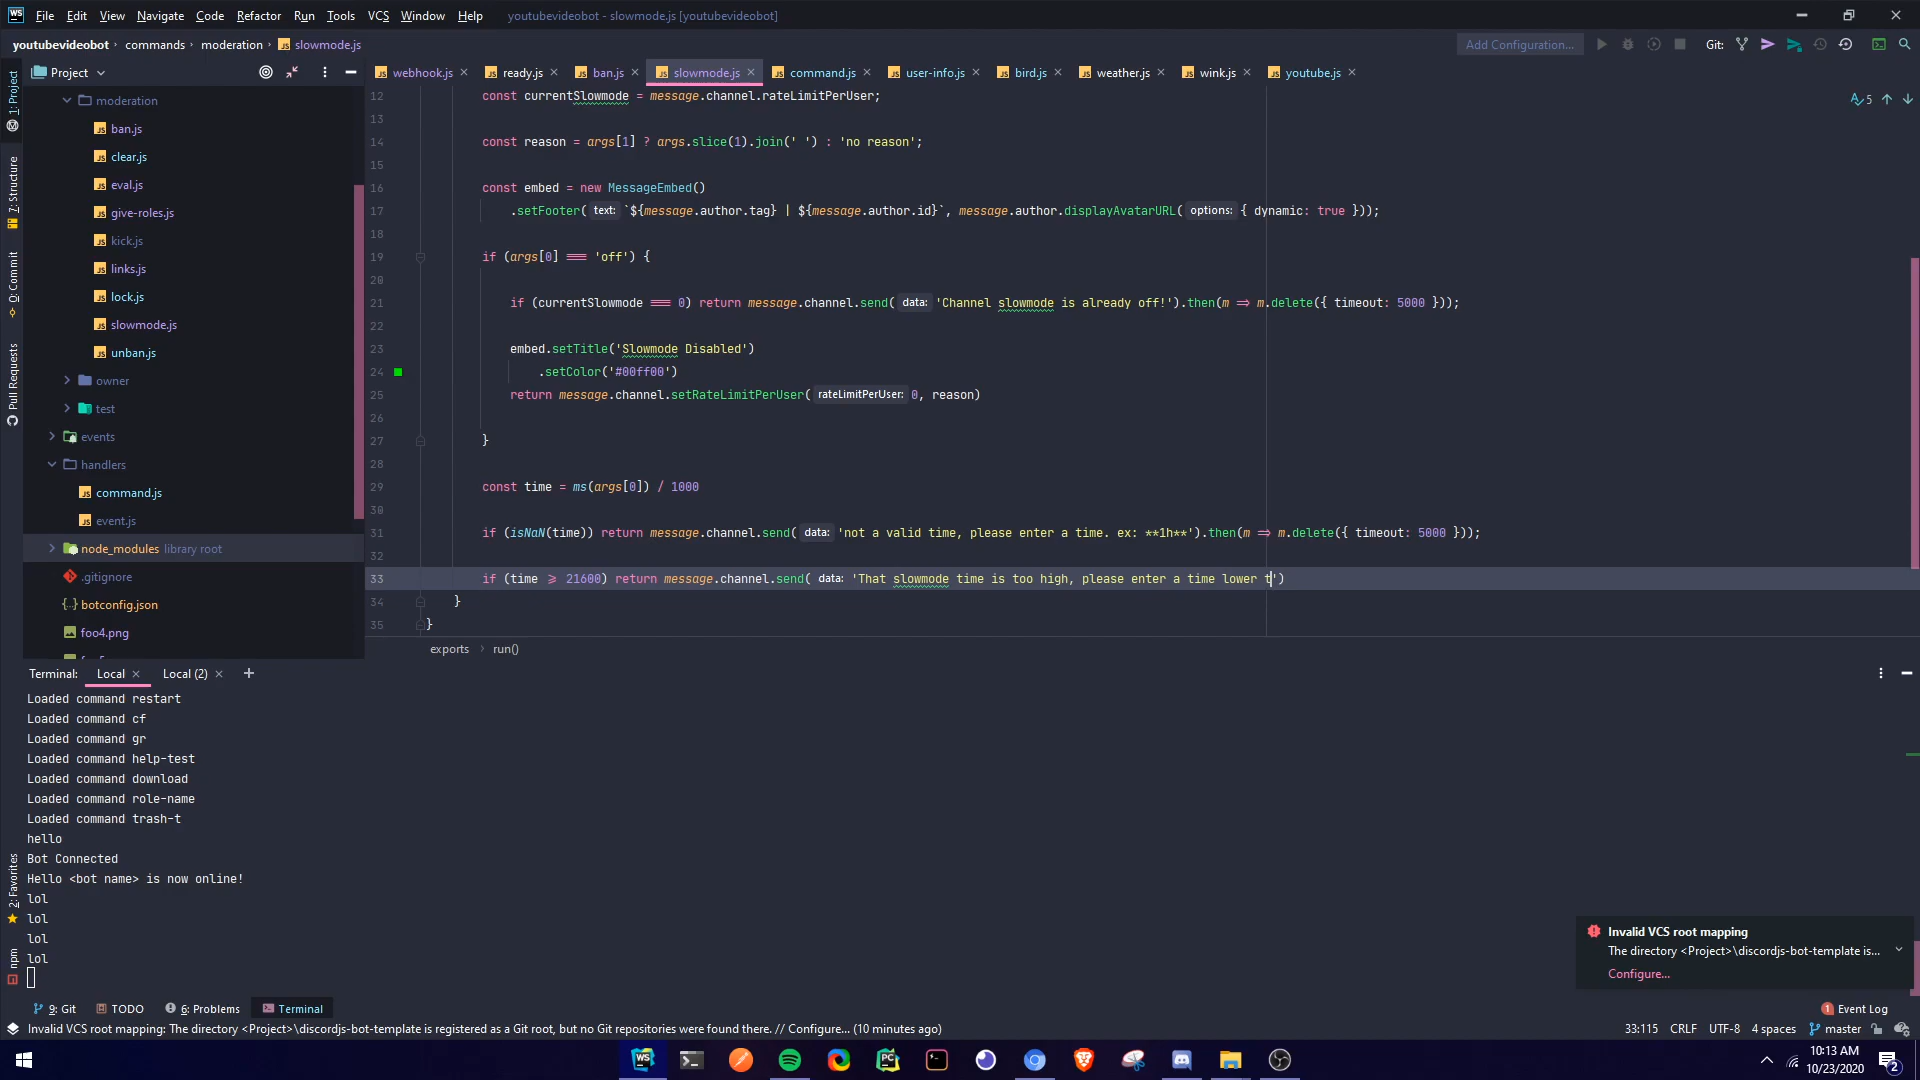 File Edit View Navigate Code Refactor Run Tools VCS Window Help youtubevideobot - slowmode.js [youtubevideobot]
youtubevideobot › commands › moderation › slowmode.js Add Configuration... Git:
Project
webhook.js ready.js ban.js slowmode.js command.js user-info.js bird.js weather.js wink.js youtube.js
1: Project
7: Structure
0: Commit
Pull Requests
2: Favorites
npm
moderation
ban.js
clear.js
eval.js
give-roles.js
kick.js
links.js
lock.js
slowmode.js
unban.js
owner
test
events
handlers
command.js
event.js
node_modules library root
.gitignore
botconfig.json
foo4.png
5
12 const currentSlowmode = message.channel.rateLimitPerUser;
13
14 const reason = args[1] ? args.slice(1).join(' ') : 'no reason';
15
16 const embed = new MessageEmbed()
17 .setFooter( text: `${message.author.tag} | ${message.author.id}`, message.author.displayAvatarURL( options: { dynamic: true }));
18
19 if (args[0] === 'off') {
20
21 if (currentSlowmode === 0) return message.channel.send( data: 'Channel slowmode is already off!').then(m => m.delete({ timeout: 5000 }));
22
23 embed.setTitle('Slowmode Disabled')
24 .setColor('#00ff00')
25 return message.channel.setRateLimitPerUser( rateLimitPerUser: 0, reason)
26
27 }
28
29 const time = ms(args[0]) / 1000
30
31 if (isNaN(time)) return message.channel.send( data: 'not a valid time, please enter a time. ex: **1h**').then(m => m.delete({ timeout: 5000 }));
32
33 if (time >= 21600) return message.channel.send( data: 'That slowmode time is too high, please enter a time lower t')
34 }
35 }
exports › run()
Terminal: Local Local (2) +
Loaded command restart
Loaded command cf
Loaded command gr
Loaded command help-test
Loaded command download
Loaded command role-name
Loaded command trash-t
hello
Bot Connected
Hello <bot name> is now online!
lol
lol
lol
lol
Invalid VCS root mapping
The directory <Project>\discordjs-bot-template is...
Configure...
9: Git TODO 6: Problems Terminal 1 Event Log
Invalid VCS root mapping: The directory <Project>\discordjs-bot-template is registered as a Git root, but no Git repositories were found there. // Configure... (10 minutes ago) 33:115 CRLF UTF-8 4 spaces master
WS PC
10:13 AM
10/23/2020
2